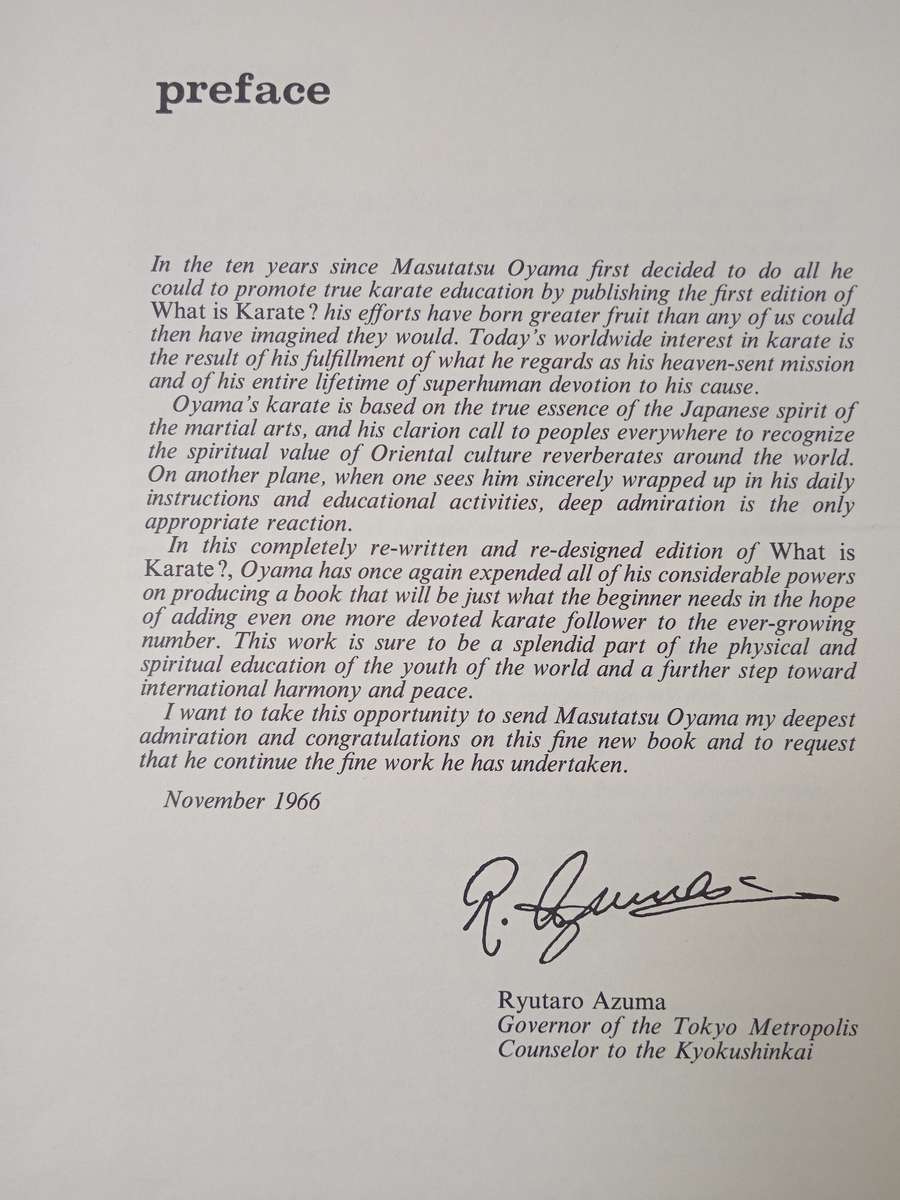 preface
In the ten years since Masutatsu Oyama first decided to do all he
could to promote true karate education by publishing the first edition of
What is Karate? his efforts have born greater fruit than any of us could
then have imagined they would. Today's worldwide interest in karate is
the result of his fulfillment of what he regards as his heaven-sent mission
and of his entire lifetime of superhuman devotion to his cause.
Oyama's karate is based on the true essence of the Japanese spirit of
the martial arts, and his clarion call to peoples everywhere to recognize
the spiritual value of Oriental culture reverberates around the world.
On another plane, when one sees him sincerely wrapped up in his daily
instructions and educational activities, deep admiration is the only
appropriate reaction.
In this completely re-written and re-designed edition of What is
Karate?, Oyama has once again expended all of his considerable powers
on producing a book that will be just what the beginner needs in the hope
of adding even one more devoted karate follower to the ever-growing
number. This work is sure to be a splendid part of the physical and
spiritual education of the youth of the world and a further step toward
international harmony and peace.
I want to take this opportunity to send Masutatsu Oyama my deepest
admiration and congratulations on this fine new book and to request
that he continue the fine work he has undertaken.
November 1966
R. Azuma
Ryutaro Azuma
Governor of the Tokyo Metropolis
Counselor to the Kyokushinkai